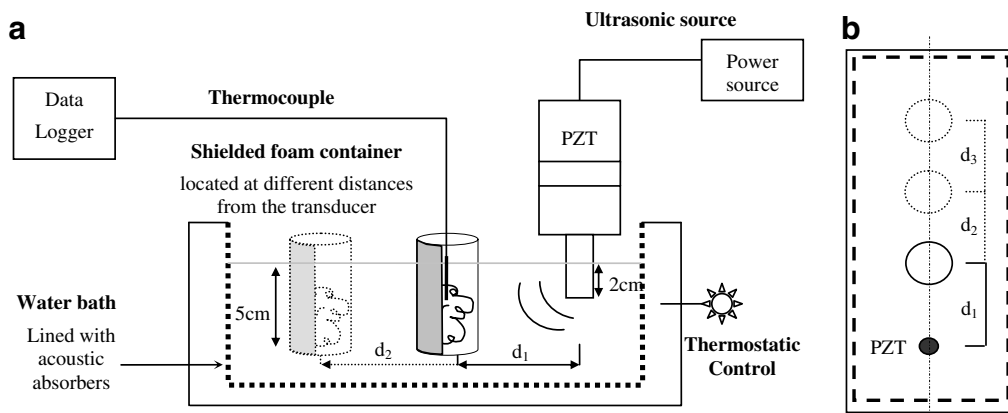 a
Ultrasonic source
b
Data
Logger
Thermocouple
Power
source
PZT
Shielded foam container
located at different distances
from the transducer
Water bath
Lined with
acoustic
absorbers
5cm
2cm
d2
d1
Thermostatic
Control
d3
d2
d1
PZT